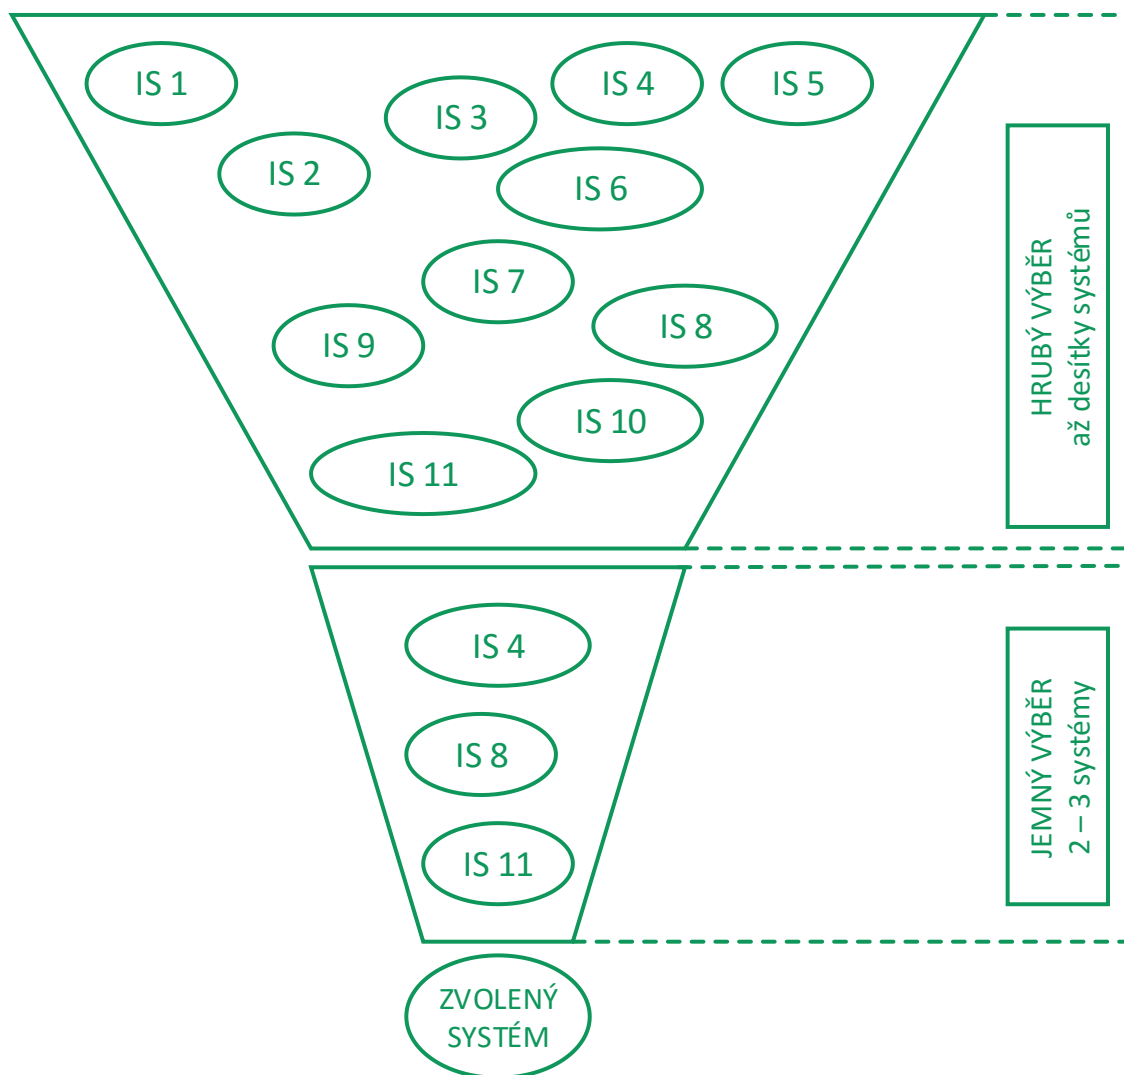 IS 1
IS 4
IS 5
IS 3
IS 2
IS 6
IS 7
IS 8
IS 9
IS 10
IS 11
HRUBÝ VÝBĚR
až desítky systémů
IS 4
IS 8
IS 11
JEMNÝ VÝBĚR
2 – 3 systémy
ZVOLENÝ
SYSTÉM